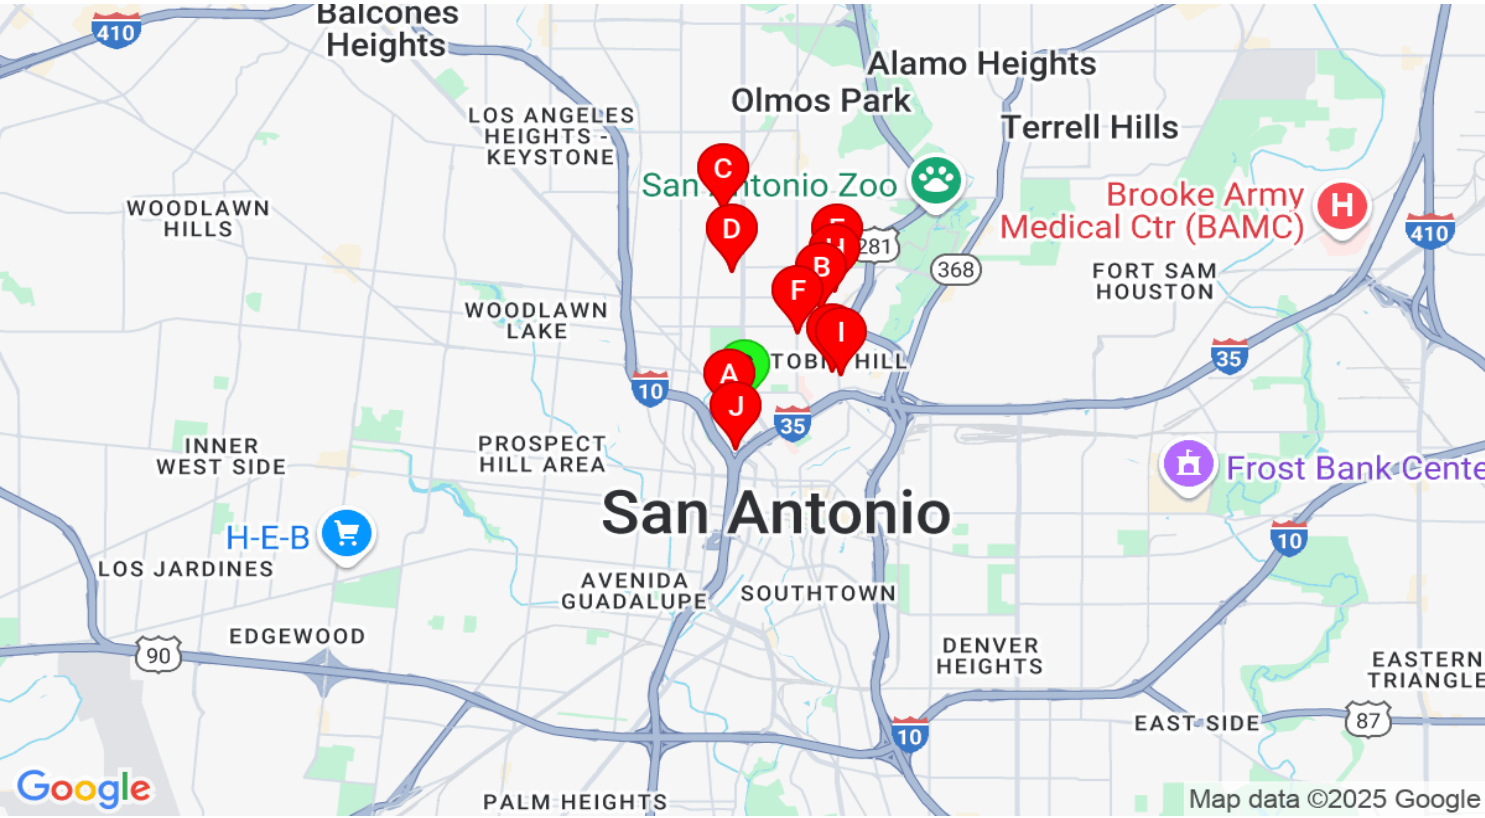 Balcones
Heights
410
Alamo Heights
Olmos Park
LOS ANGELES
HEIGHTS -
KEYSTONE
Terrell Hills
C
San Antonio Zoo
Brooke Army
Medical Ctr (BAMC)
H
WOODLAWN
HILLS
D
410
281
B
368
FORT SAM
HOUSTON
F
WOODLAWN
LAKE
I
TOBIN HILL
35
A
10
J
35
INNER
WEST SIDE
PROSPECT
HILL AREA
Frost Bank Cente
San Antonio
H-E-B
10
LOS JARDINES
AVENIDA
GUADALUPE
SOUTHTOWN
EDGEWOOD
90
DENVER
HEIGHTS
EASTERN
TRIANGLE
EAST SIDE
87
10
Google
PALM HEIGHTS
Map data ©2025 Google